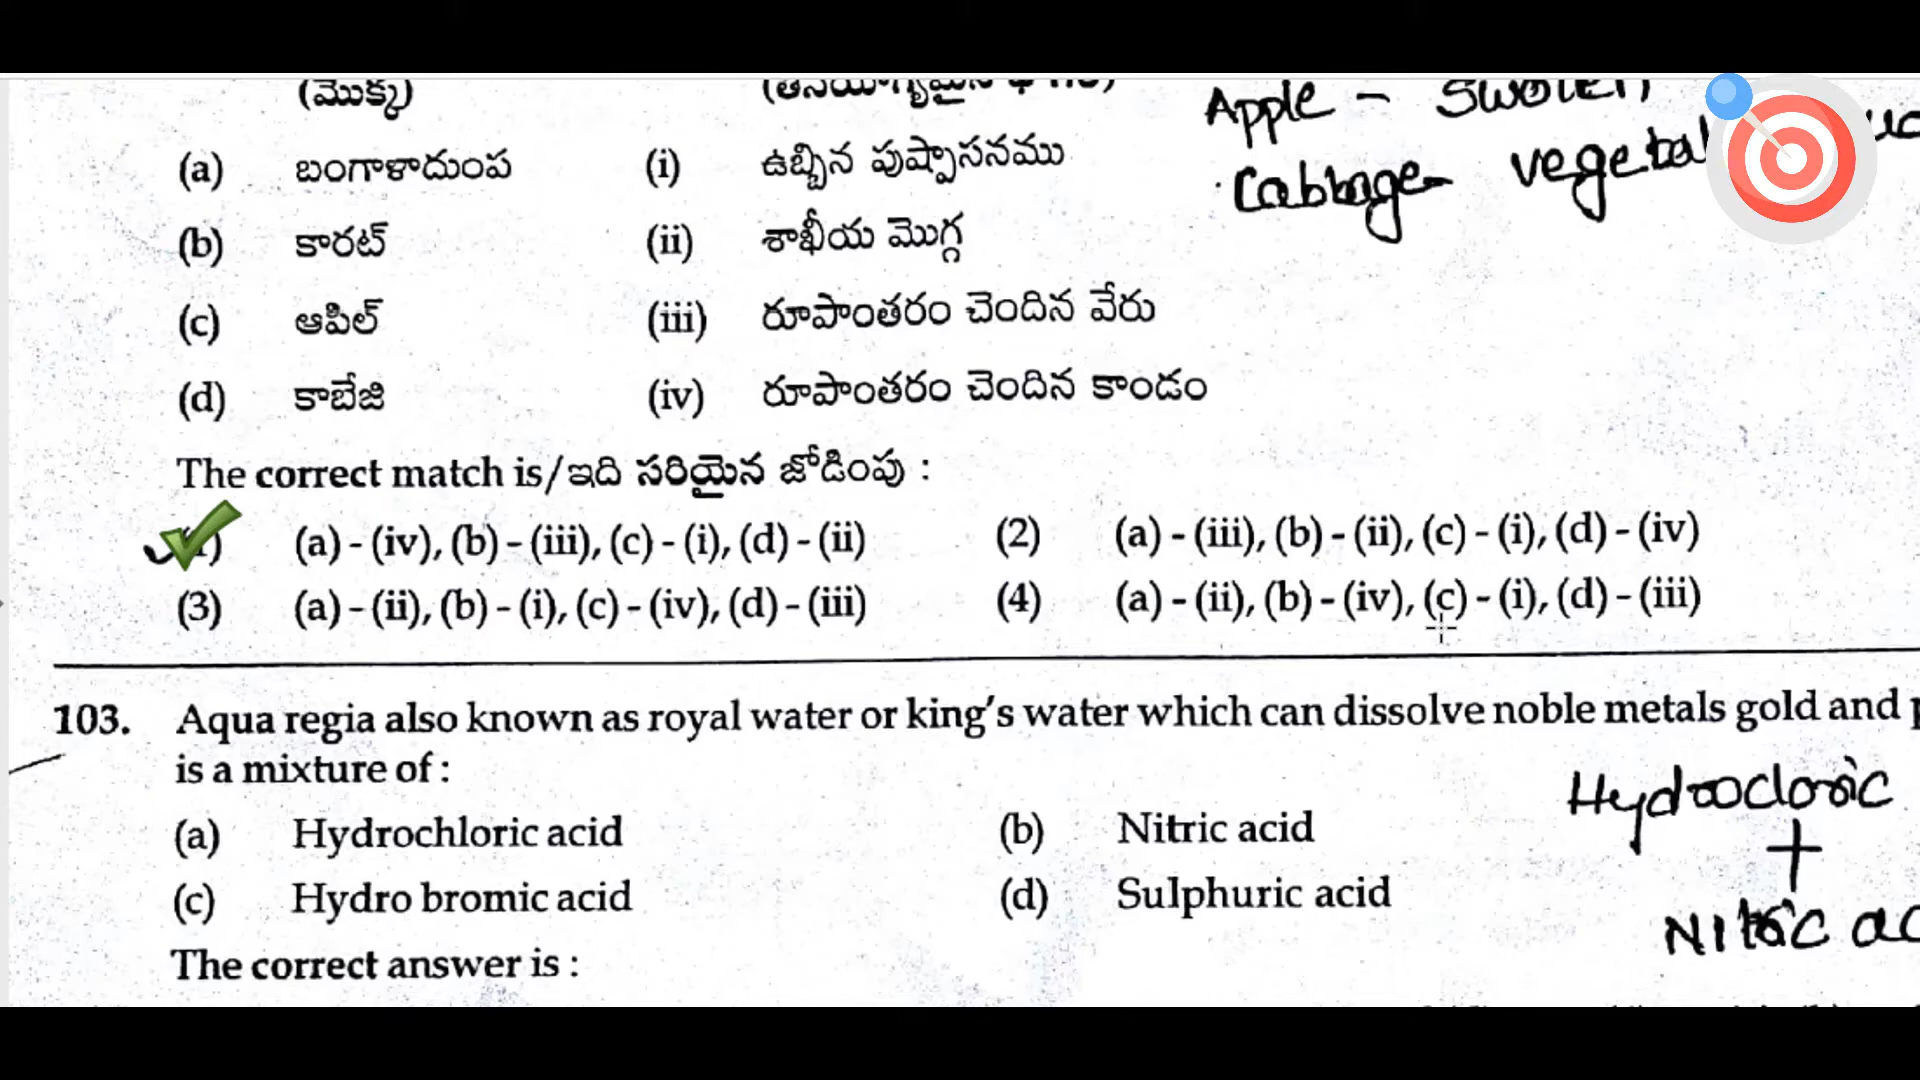 (మొక్క)
Apple -
(a) బంగాళాదుంప (i) ఉబ్బిన పుష్పాసనము
Cabbage -
(b) కారట్ (ii) శాఖీయ మొగ్గ
(c) ఆపిల్ (iii) రూపాంతరం చెందిన వేరు
(d) కాబేజి (iv) రూపాంతరం చెందిన కాండం
The correct match is/ఇది సరియైన జోడింపు :
(a) - (iv), (b) - (iii), (c) - (i), (d) - (ii) (2) (a) - (iii), (b) - (ii), (c) - (i), (d) - (iv)
(3) (a) - (ii), (b) - (i), (c) - (iv), (d) - (iii) (4) (a) - (ii), (b) - (iv), (c) - (i), (d) - (iii)
103. Aqua regia also known as royal water or king's water which can dissolve noble metals gold and
is a mixture of :
Hydrocloric
(a) Hydrochloric acid (b) Nitric acid
+
(c) Hydro bromic acid (d) Sulphuric acid
Nitric
The correct answer is :